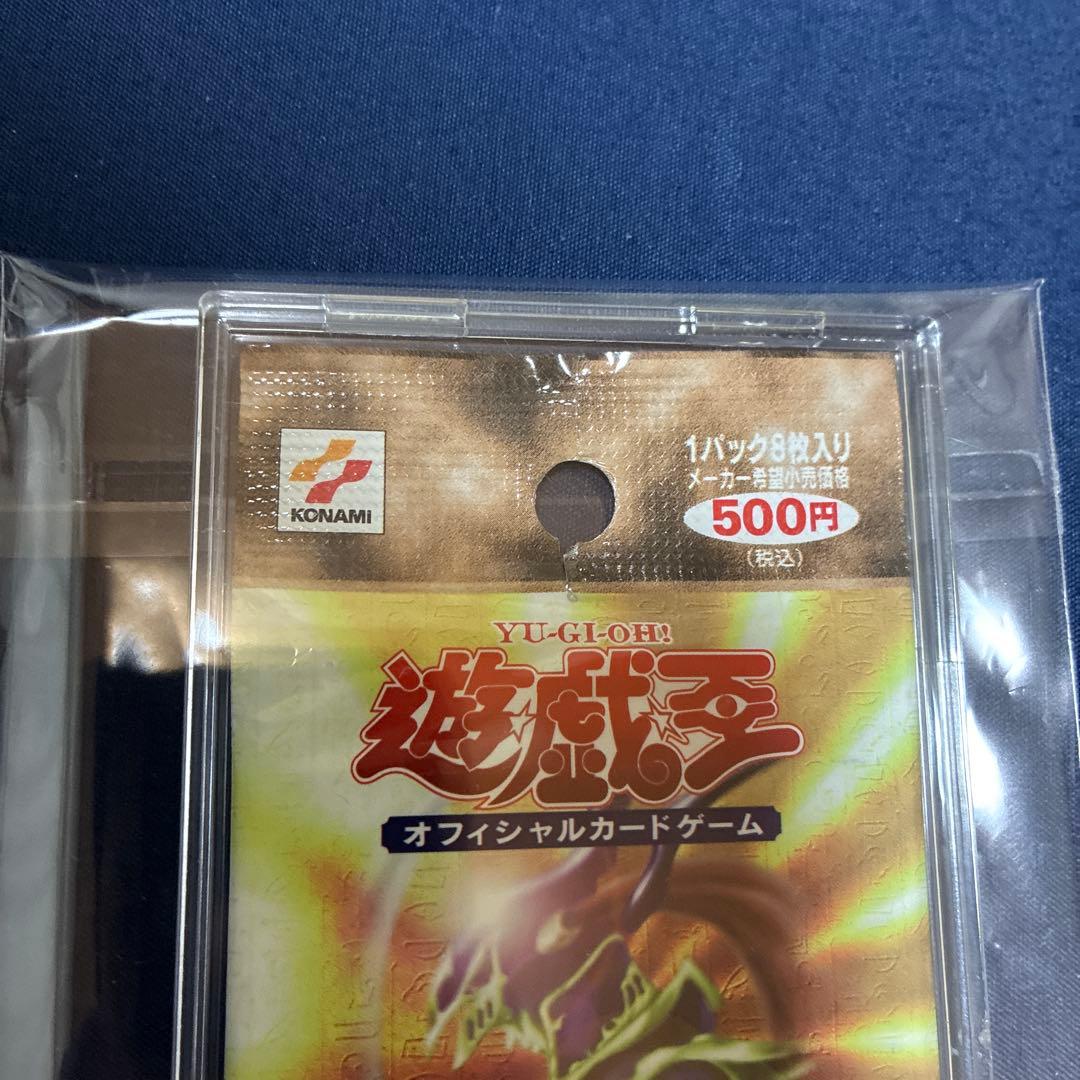 KONAMI
1パック8枚入り
メーカー希望小売価格
500円
(税込)
YU-GI-OH!
遊☆戯☆王
オフィシャルカードゲーム